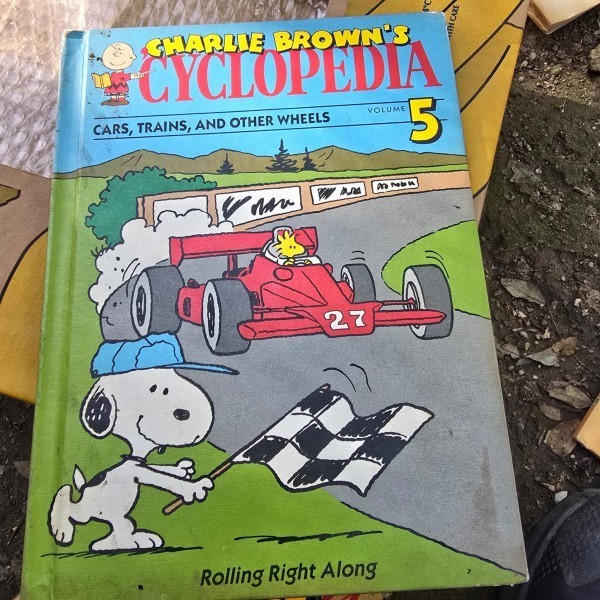 CHARLIE BROWN'S
CYCLOPEDIA
VOLUME 5
CARS, TRAINS, AND OTHER WHEELS
27
Rolling Right Along